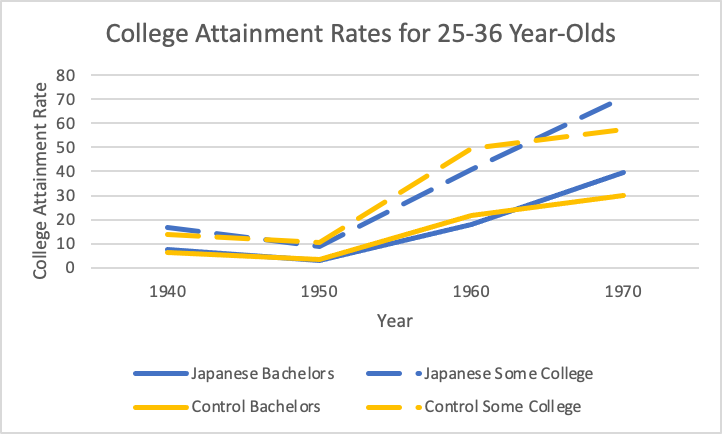 College Attainment Rates for 25-36 Year-Olds
College Attainment Rate
80
70
60
50
40
30
20
10
0
1940 1950 1960 1970
Year
Japanese Bachelors Japanese Some College
Control Bachelors Control Some College